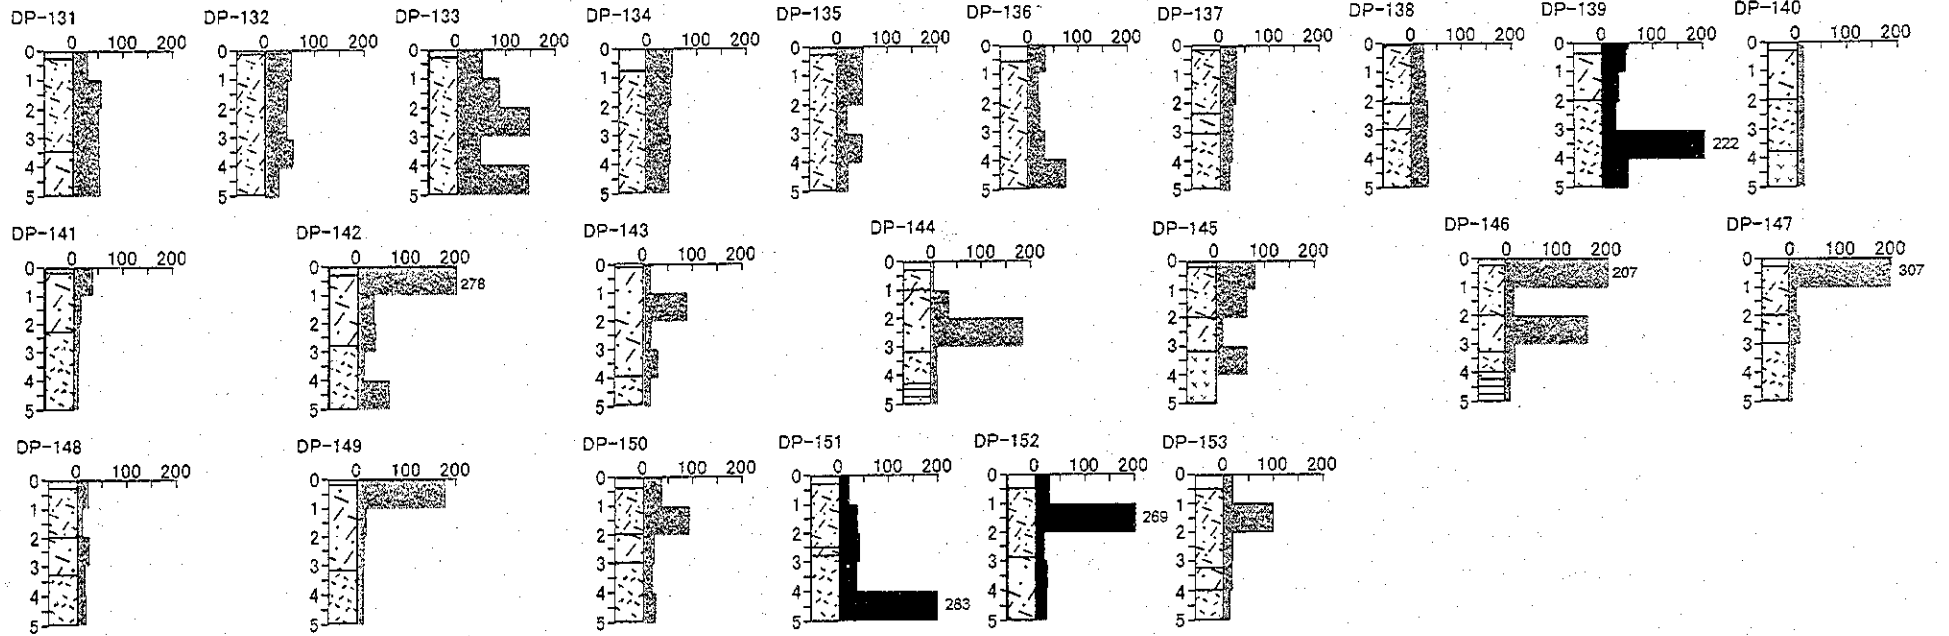 DP-131 DP-132 DP-133 DP-134 DP-135 DP-136 DP-137 DP-138 DP-139 DP-140
0 100 200 0 100 200 0 100 200 0 100 200 0 100 200 0 100 200 0 100 200 0 100 200 0 100 200 0 100 200
0 0 0 0 0 0 0 0 0 0
1 1 1 1 1 1 1 1 1 1
2 2 2 2 2 2 2 2 2 2
3 3 3 3 3 3 3 3 3 3
222
4 4 4 4 4 4 4 4 4 4
5 5 5 5 5 5 5 5 5 5
DP-141 DP-142 DP-143 DP-144 DP-145 DP-146 DP-147
0 100 200 0 100 200 0 100 200 0 100 200 0 100 200 0 100 200 0 100 200
0 0 0 0 0 0 0
278 207 307
1 1 1 1 1 1 1
2 2 2 2 2 2 2
3 3 3 3 3 3 3
4 4 4 4 4 4 4
5 5 5 5 5 5 5
DP-148 DP-149 DP-150 DP-151 DP-152 DP-153
0 100 200 0 100 200 0 100 200 0 100 200 0 100 200 0 100 200
0 0 0 0 0 0
1 1 1 1 1 1
269
2 2 2 2 2 2
3 3 3 3 3 3
4 4 4 4 4 4
283
5 5 5 5 5 5